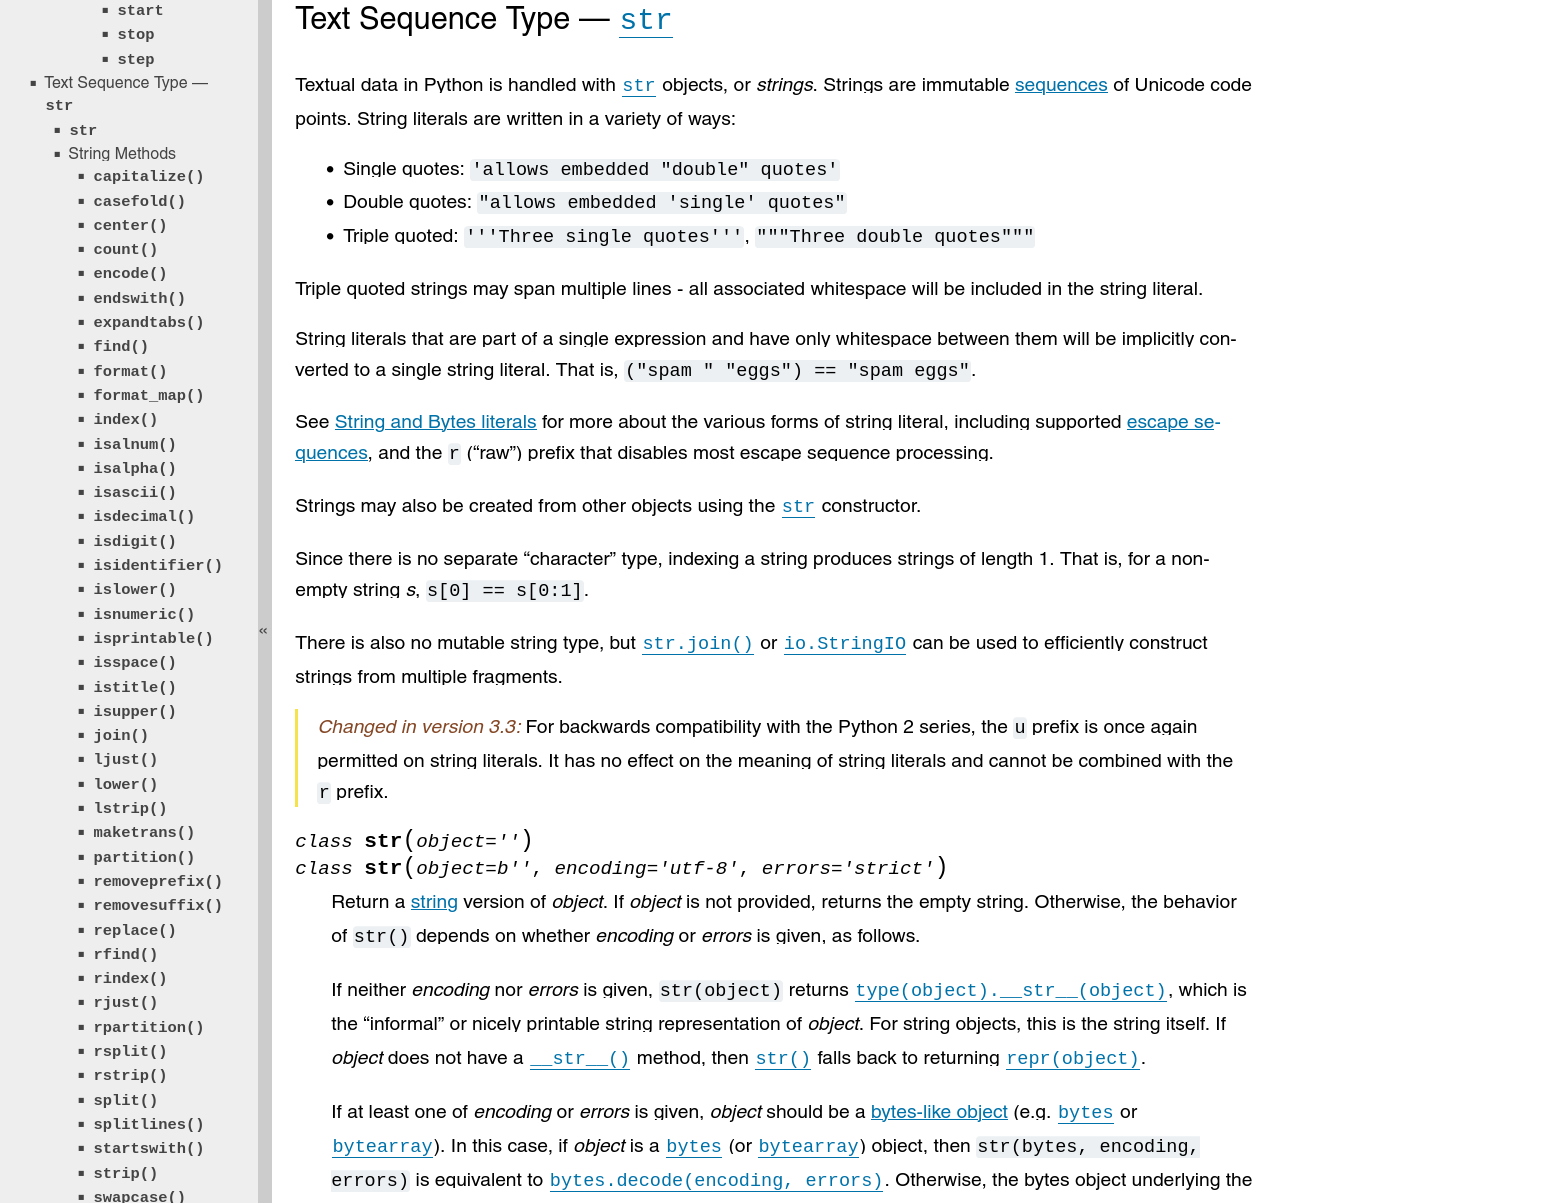 start
stop
step
Text Sequence Type —
str
str
String Methods
capitalize()
casefold()
center()
count()
encode()
endswith()
expandtabs()
find()
format()
format_map()
index()
isalnum()
isalpha()
isascii()
isdecimal()
isdigit()
isidentifier()
islower()
isnumeric()
isprintable()
isspace()
istitle()
isupper()
join()
ljust()
lower()
lstrip()
maketrans()
partition()
removeprefix()
removesuffix()
replace()
rfind()
rindex()
rjust()
rpartition()
rsplit()
rstrip()
split()
splitlines()
startswith()
strip()
swapcase()
«
Text Sequence Type — str
Textual data in Python is handled with str objects, or strings. Strings are immutable sequences of Unicode code
points. String literals are written in a variety of ways:
• Single quotes: 'allows embedded "double" quotes'
• Double quotes: "allows embedded 'single' quotes"
• Triple quoted: '''Three single quotes''', """Three double quotes"""
Triple quoted strings may span multiple lines - all associated whitespace will be included in the string literal.
String literals that are part of a single expression and have only whitespace between them will be implicitly con-
verted to a single string literal. That is, ("spam " "eggs") == "spam eggs".
See String and Bytes literals for more about the various forms of string literal, including supported escape se-
quences, and the r (“raw”) prefix that disables most escape sequence processing.
Strings may also be created from other objects using the str constructor.
Since there is no separate “character” type, indexing a string produces strings of length 1. That is, for a non-
empty string s, s[0] == s[0:1].
There is also no mutable string type, but str.join() or io.StringIO can be used to efficiently construct
strings from multiple fragments.
Changed in version 3.3: For backwards compatibility with the Python 2 series, the u prefix is once again
permitted on string literals. It has no effect on the meaning of string literals and cannot be combined with the
r prefix.
class str(object='')
class str(object=b'', encoding='utf-8', errors='strict')
Return a string version of object. If object is not provided, returns the empty string. Otherwise, the behavior
of str() depends on whether encoding or errors is given, as follows.
If neither encoding nor errors is given, str(object) returns type(object).__str__(object), which is
the “informal” or nicely printable string representation of object. For string objects, this is the string itself. If
object does not have a __str__() method, then str() falls back to returning repr(object).
If at least one of encoding or errors is given, object should be a bytes-like object (e.g. bytes or
bytearray). In this case, if object is a bytes (or bytearray) object, then str(bytes, encoding,
errors) is equivalent to bytes.decode(encoding, errors). Otherwise, the bytes object underlying the